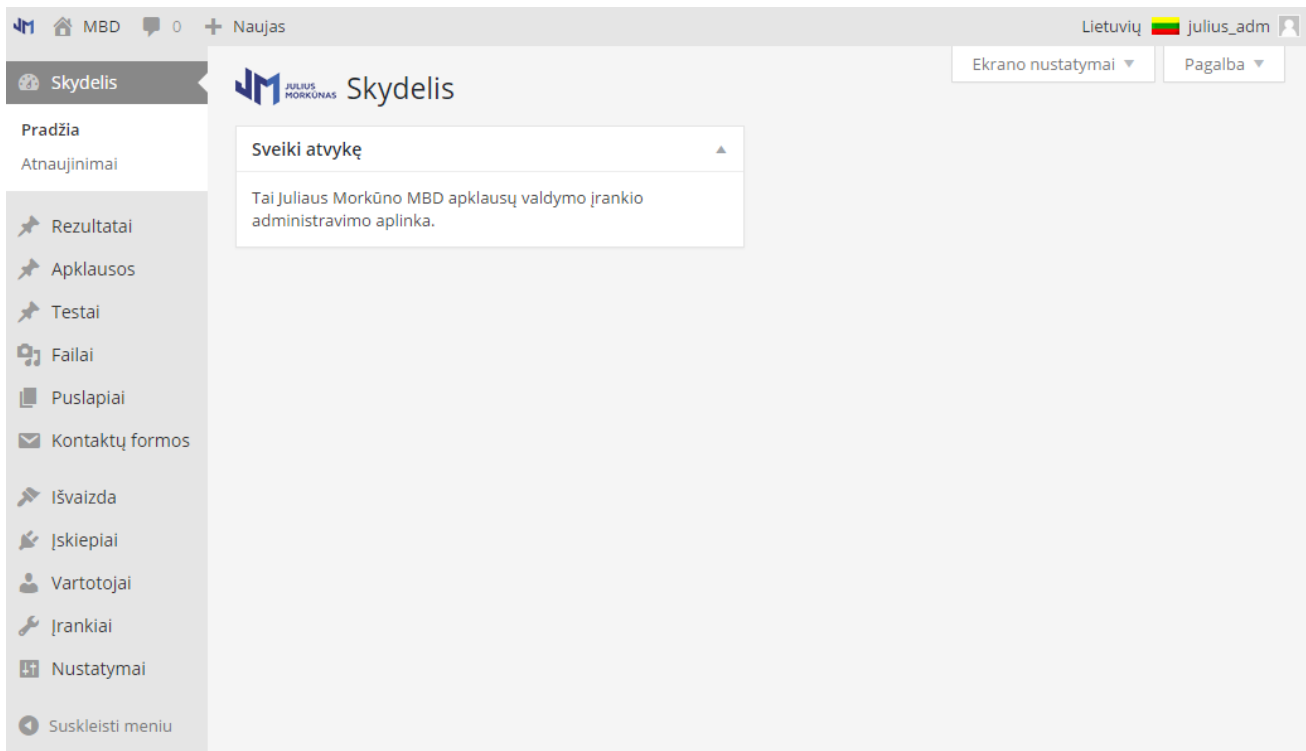 JM MBD 0 Naujas Lietuvių julius_adm
Ekrano nustatymai Pagalba
Skydelis
Pradžia
Atnaujinimai
Rezultatai
Apklausos
Testai
Failai
Puslapiai
Kontaktų formos
Išvaizda
Įskiepiai
Vartotojai
Įrankiai
Nustatymai
Suskleisti meniu
JM JULIUS MORKŪNAS Skydelis
Sveiki atvykę
Tai Juliaus Morkūno MBD apklausų valdymo įrankio
administravimo aplinka.